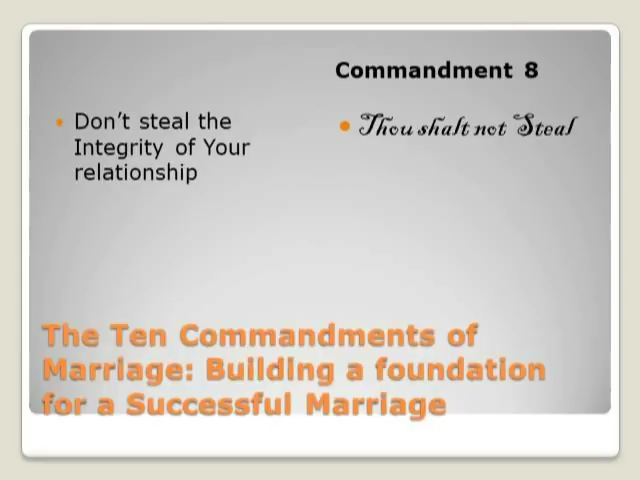 Commandment 8
Don't steal the
Integrity of Your
relationship
Thou shalt not Steal
The Ten Commandments of
Marriage: Building a foundation
for a Successful Marriage